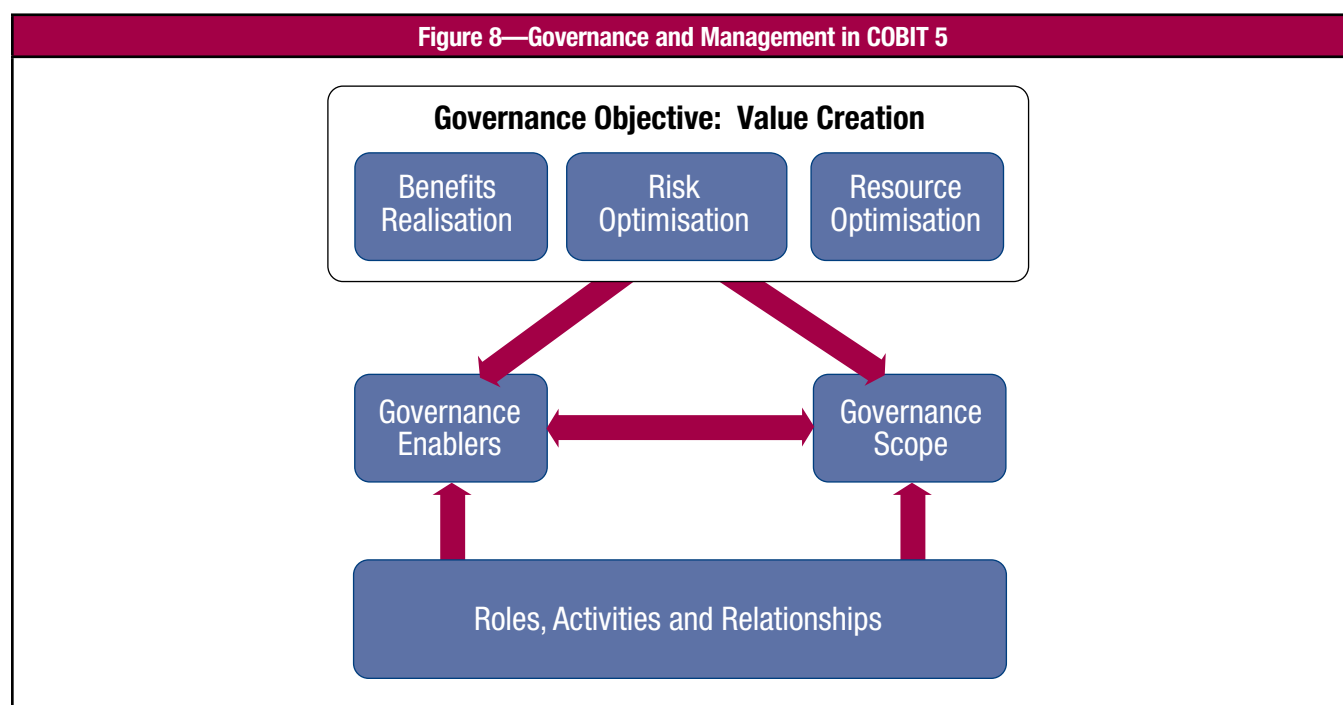 Figure 8—Governance and Management in COBIT 5
Governance Objective: Value Creation
Benefits
Realisation
Risk
Optimisation
Resource
Optimisation
Governance
Enablers
Governance
Scope
Roles, Activities and Relationships